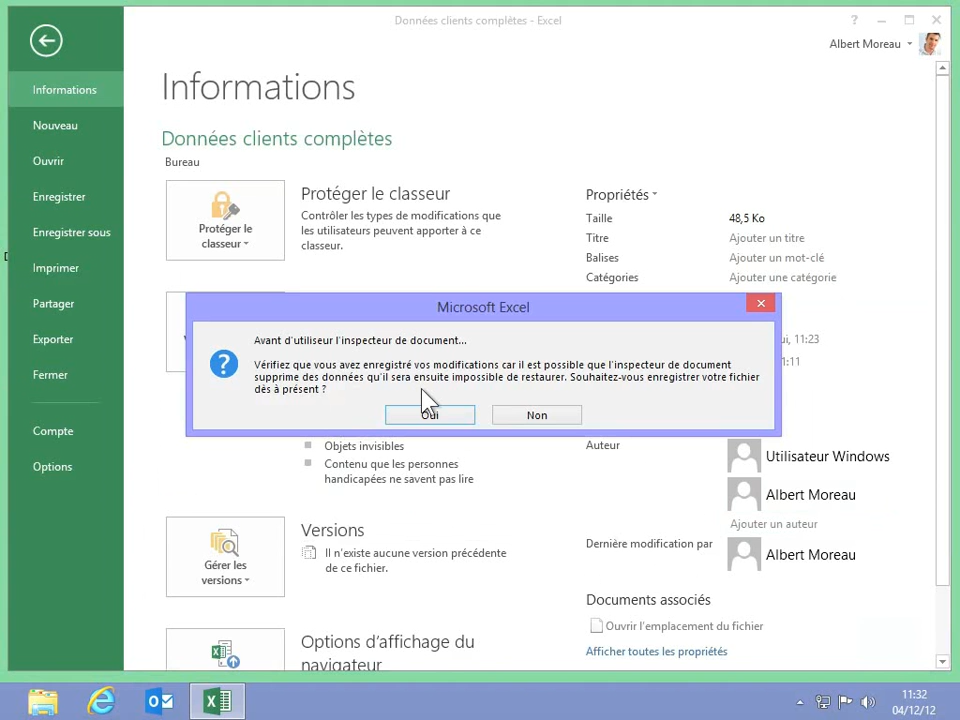 Données clients complètes - Excel
?
Albert Moreau
Informations
Nouveau
Ouvrir
Enregistrer
Enregistrer sous
Imprimer
Partager
Exporter
Fermer
Compte
Options
Informations
Données clients complètes
Bureau
Protéger le
classeur
Protéger le classeur
Contrôler les types de modifications que
les utilisateurs peuvent apporter à ce
classeur.
Propriétés
Taille 48,5 Ko
Titre Ajouter un titre
Balises Ajouter un mot-clé
Catégories Ajouter une catégorie
11:23
1:11
Microsoft Excel
Avant d'utiliser l'inspecteur de document...
Vérifiez que vous avez enregistré vos modifications car il est possible que l'inspecteur de document
supprime des données qu'il sera ensuite impossible de restaurer. Souhaitez-vous enregistrer votre fichier
dès à présent ?
Oui
Non
Objets invisibles
Contenu que les personnes
handicapées ne savent pas lire
Auteur
Utilisateur Windows
Albert Moreau
Ajouter un auteur
Dernière modification par
Albert Moreau
Gérer les
versions
Versions
Il n'existe aucune version précédente
de ce fichier.
Documents associés
Ouvrir l'emplacement du fichier
Afficher toutes les propriétés
Options d'affichage du
navigateur
11:32
04/12/12